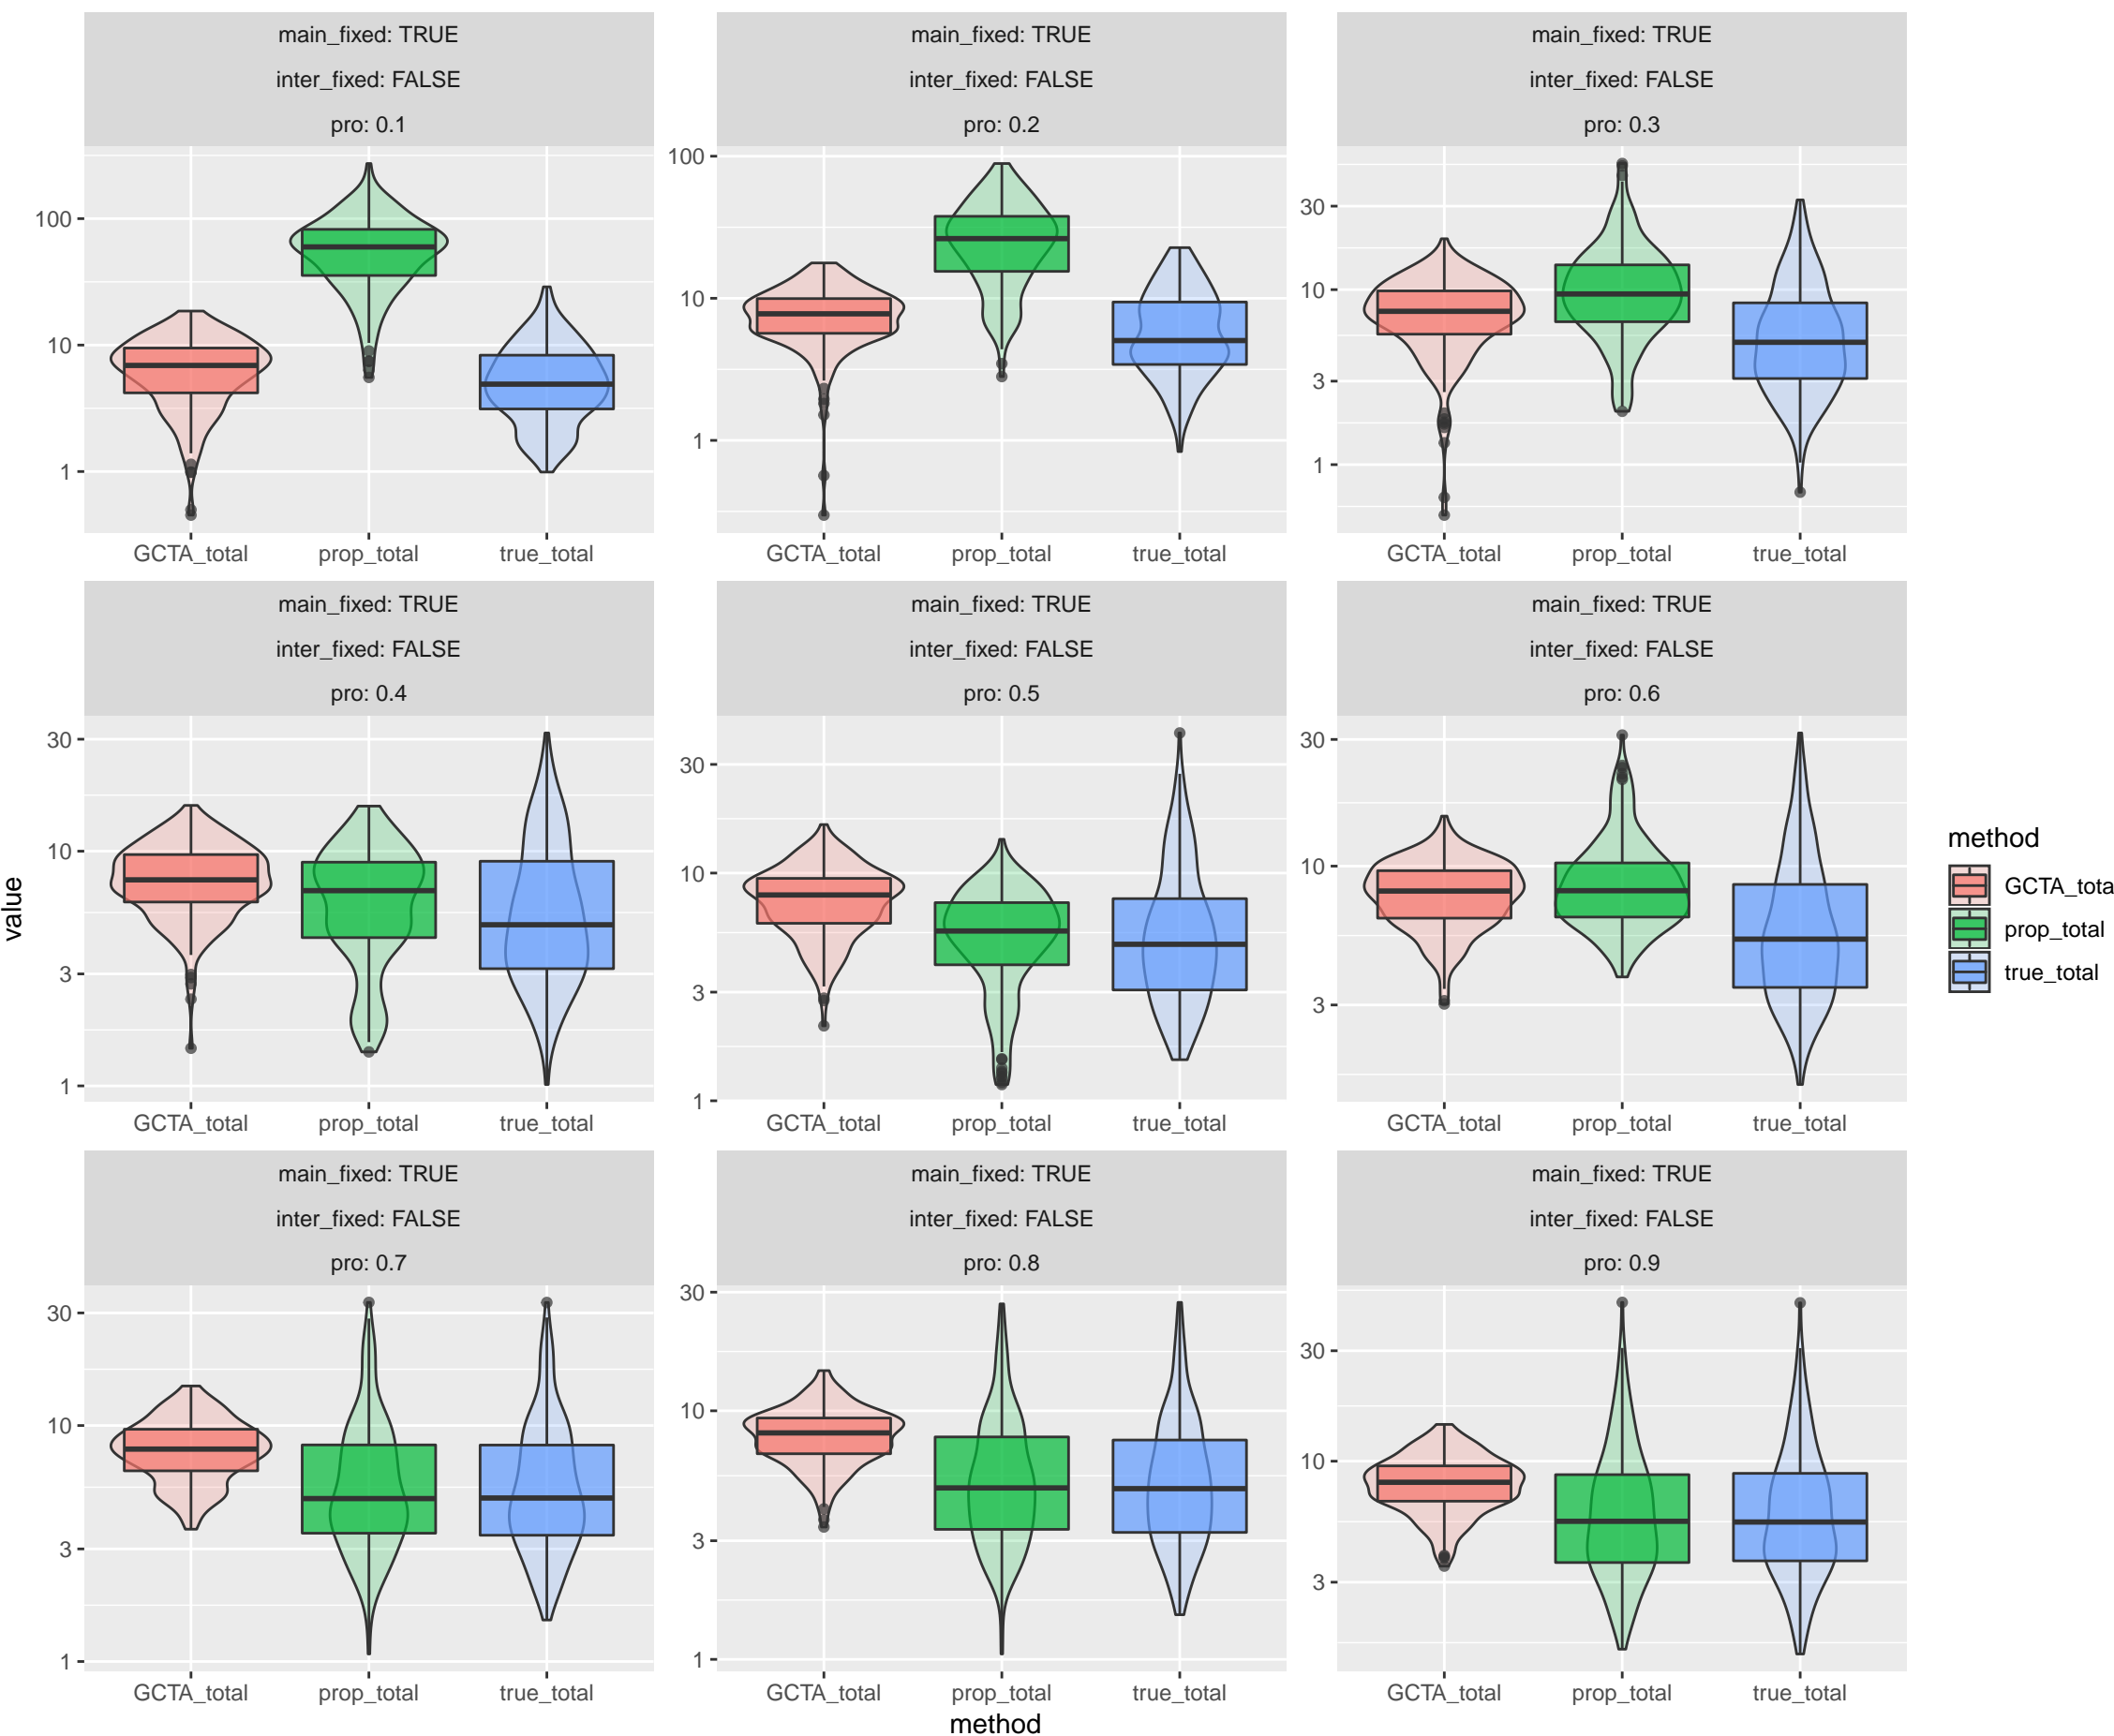 main_fixed: TRUE
inter_fixed: FALSE
pro: 0.1
main_fixed: TRUE
inter_fixed: FALSE
pro: 0.2
main_fixed: TRUE
inter_fixed: FALSE
pro: 0.3
100
10
1
GCTA_total prop_total true_total
100
10
1
GCTA_total prop_total true_total
30
10
3
1
GCTA_total prop_total true_total
main_fixed: TRUE
inter_fixed: FALSE
pro: 0.4
main_fixed: TRUE
inter_fixed: FALSE
pro: 0.5
main_fixed: TRUE
inter_fixed: FALSE
pro: 0.6
30
10
3
1
GCTA_total prop_total true_total
30
10
3
1
GCTA_total prop_total true_total
30
10
3
GCTA_total prop_total true_total
main_fixed: TRUE
inter_fixed: FALSE
pro: 0.7
main_fixed: TRUE
inter_fixed: FALSE
pro: 0.8
main_fixed: TRUE
inter_fixed: FALSE
pro: 0.9
30
10
3
1
GCTA_total prop_total true_total
30
10
3
1
GCTA_total prop_total true_total
30
10
3
GCTA_total prop_total true_total
value
method
method
GCTA_tota
prop_total
true_total